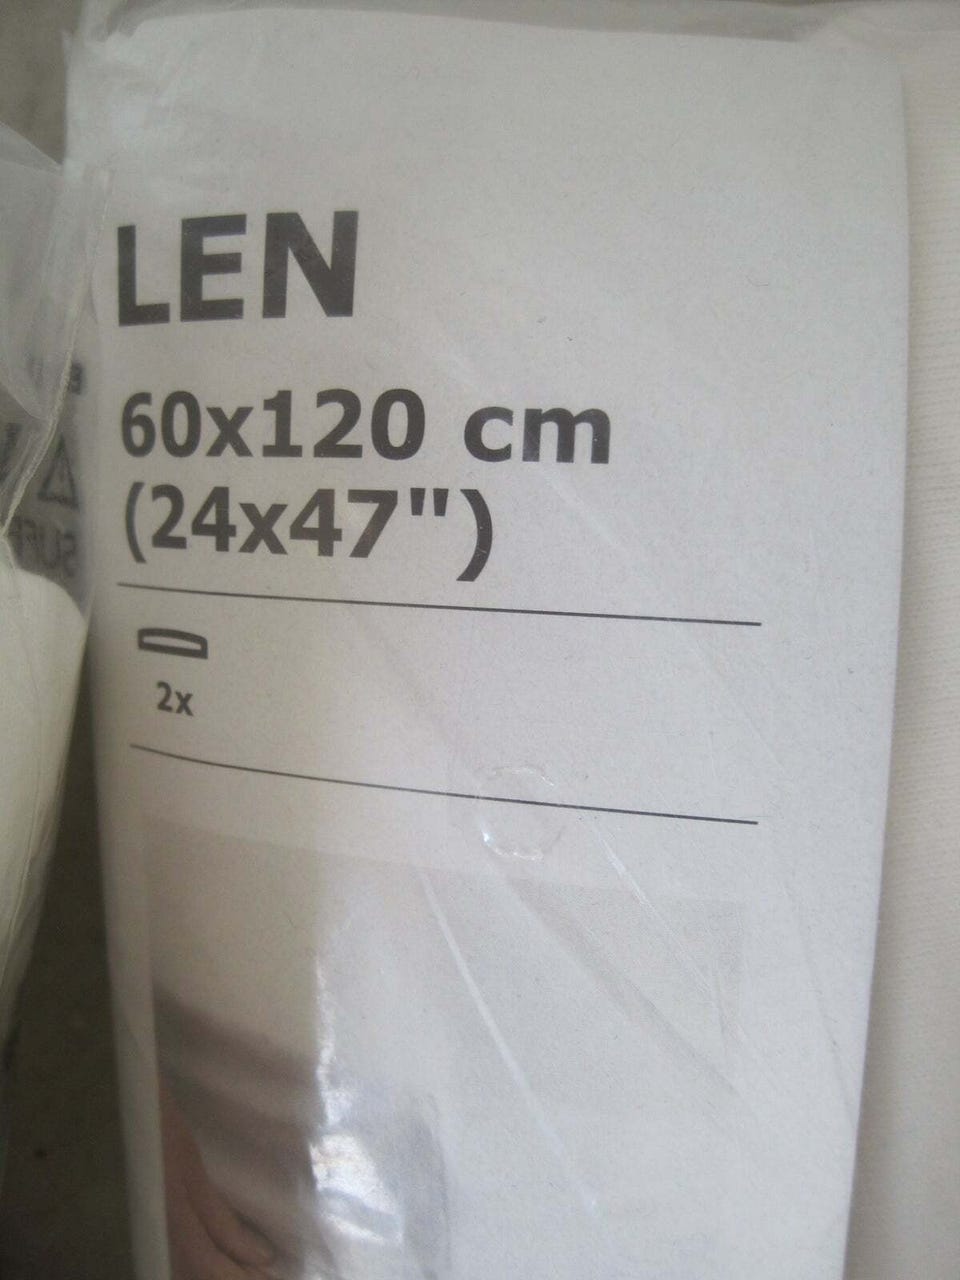 LEN
60x120 cm
(24x47")
2x